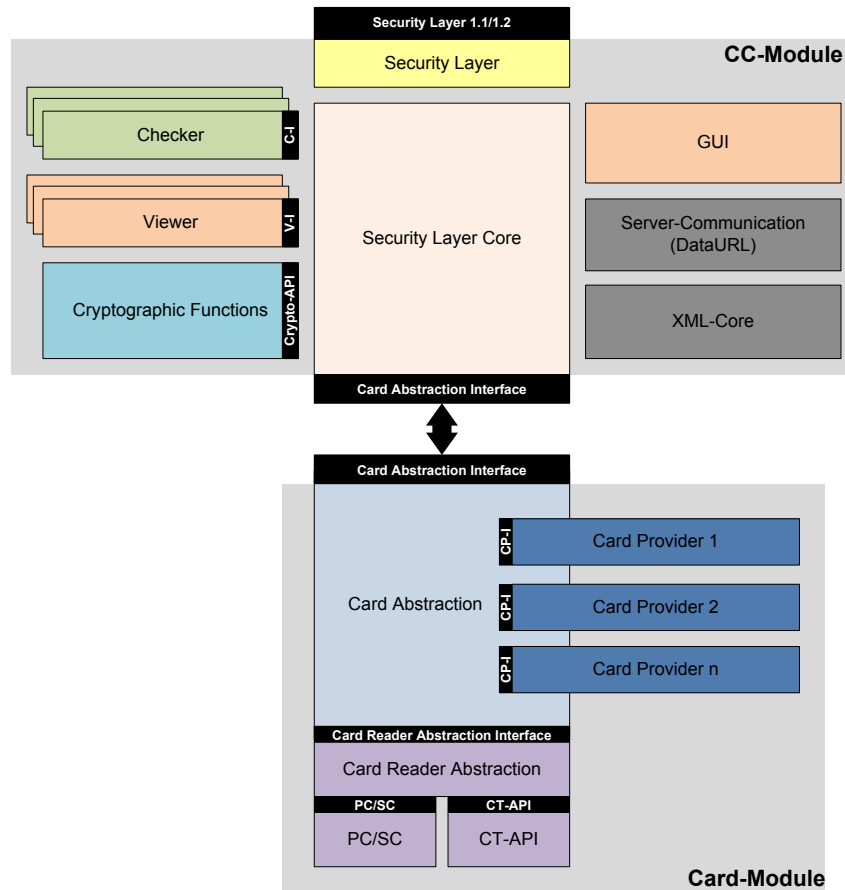 Security Layer 1.1/1.2
Security Layer
CC-Module
Checker
C-I
Viewer
V-I
Cryptographic Functions
Crypto-API
Security Layer Core
GUI
Server-Communication
(DataURL)
XML-Core
Card Abstraction Interface
Card Abstraction Interface
Card Abstraction
CP-I
Card Provider 1
CP-I
Card Provider 2
CP-I
Card Provider n
Card Reader Abstraction Interface
Card Reader Abstraction
PC/SC
CT-API
PC/SC
CT-API
Card-Module